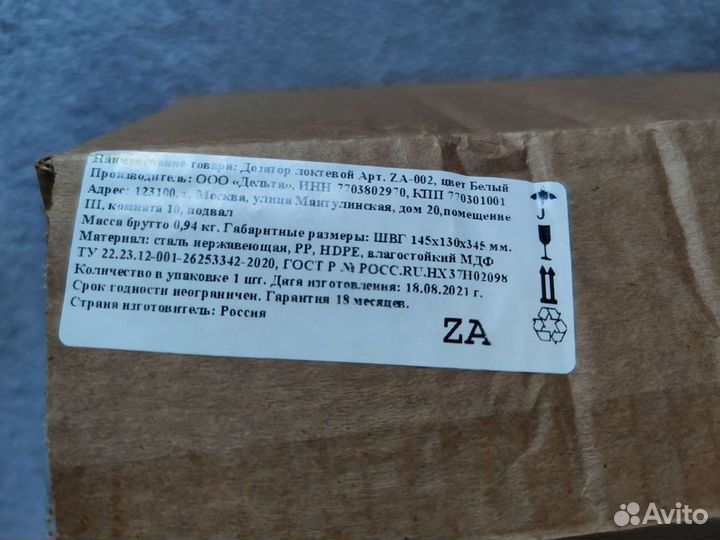 Наименование товара: Дозатор локтевой Арт. ZA-002, цвет Белый
Производитель: ООО «Дельта», ИНН 7703802970, КПП 770301001
Адрес: 123100, г. Москва, улица Мантулинская, дом 20, помещение
III, комната 10, подвал
Масса брутто 0,94 кг. Габаритные размеры: ШВГ 145х130х345 мм.
Материал: сталь нержавеющая, PP, HDPE, влагостойкий МДФ
ТУ 22.23.12-001-26253342-2020, ГОСТ Р № РОСС.RU.НХ37Н02098
Количество в упаковке 1 шт. Дата изготовления: 18.08.2021 г.
Срок годности неограничен. Гарантия 18 месяцев.
Страна изготовитель: Россия
ZA
Avito